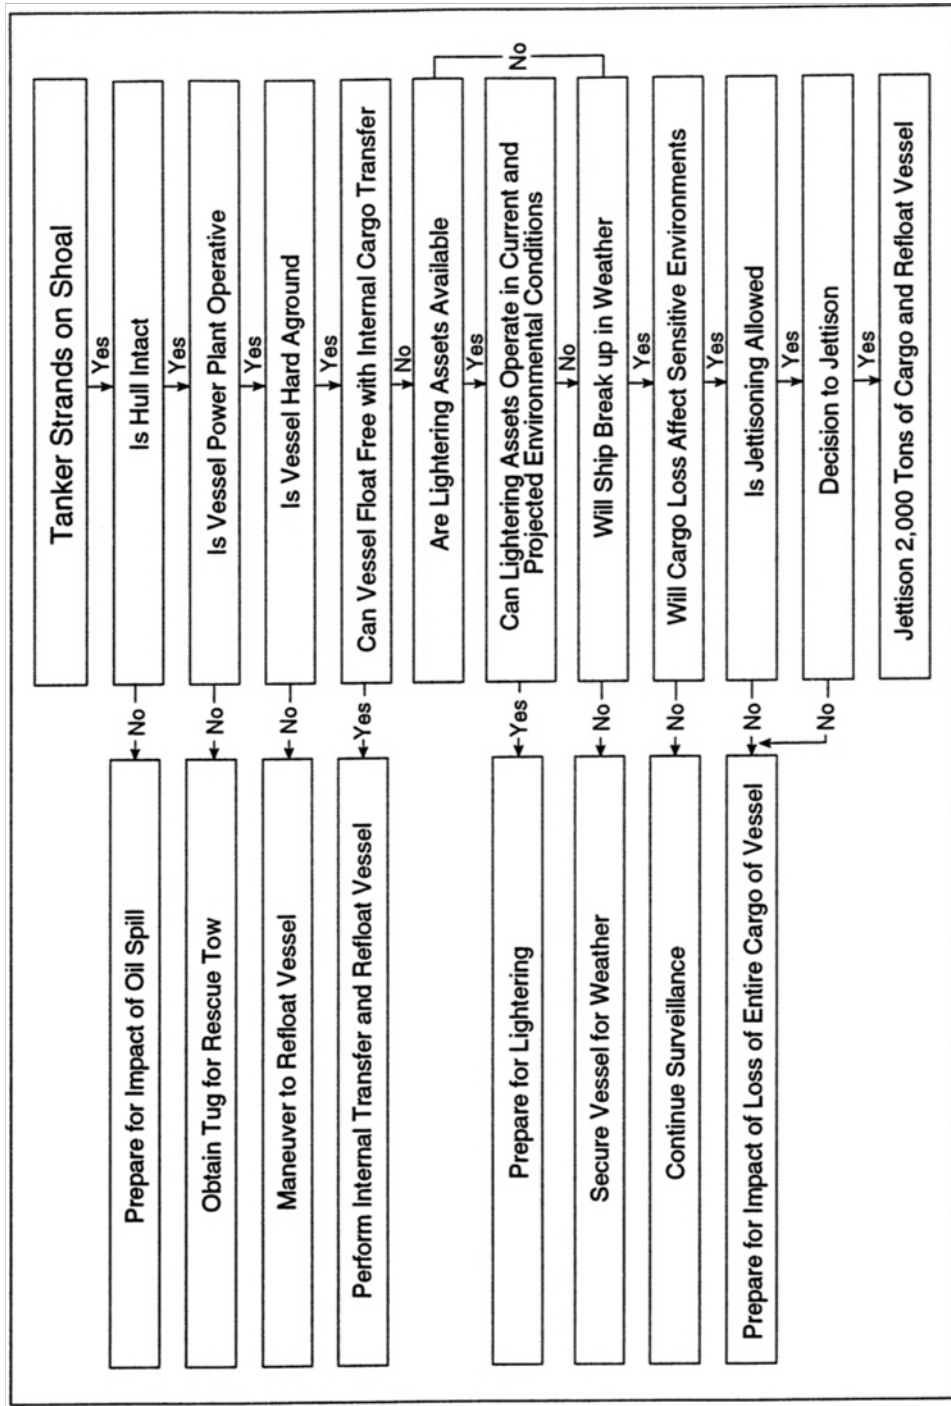 Tanker Strands on Shoal
Yes
Is Hull Intact
No
Prepare for Impact of Oil Spill
Yes
Is Vessel Power Plant Operative
No
Obtain Tug for Rescue Tow
Yes
Is Vessel Hard Aground
No
Maneuver to Refloat Vessel
Yes
Can Vessel Float Free with Internal Cargo Transfer
Yes
Perform Internal Transfer and Refloat Vessel
No
Are Lightering Assets Available
No
Yes
Can Lightering Assets Operate in Current and
Projected Environmental Conditions
Yes
Prepare for Lightering
No
Will Ship Break up in Weather
No
Secure Vessel for Weather
Yes
Will Cargo Loss Affect Sensitive Environments
No
Continue Surveillance
Yes
Is Jettisoning Allowed
No
Prepare for Impact of Loss of Entire Cargo of Vessel
Yes
Decision to Jettison
No
Yes
Jettison 2,000 Tons of Cargo and Refloat Vessel